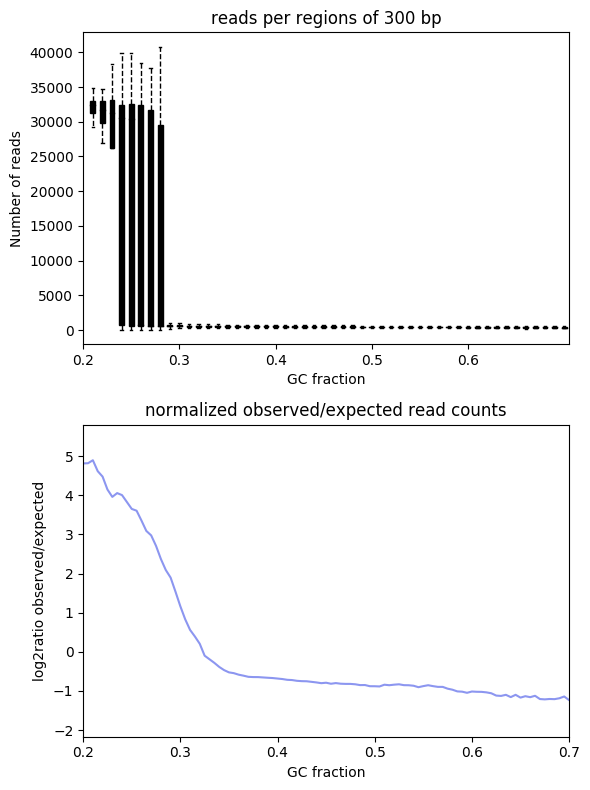 reads per regions of 300 bp
Number of reads
40000
35000
30000
25000
20000
15000
10000
5000
0
0.2 0.3 0.4 0.5 0.6
GC fraction
normalized observed/expected read counts
log2ratio observed/expected
5
4
3
2
1
0
−1
−2
0.2 0.3 0.4 0.5 0.6 0.7
GC fraction